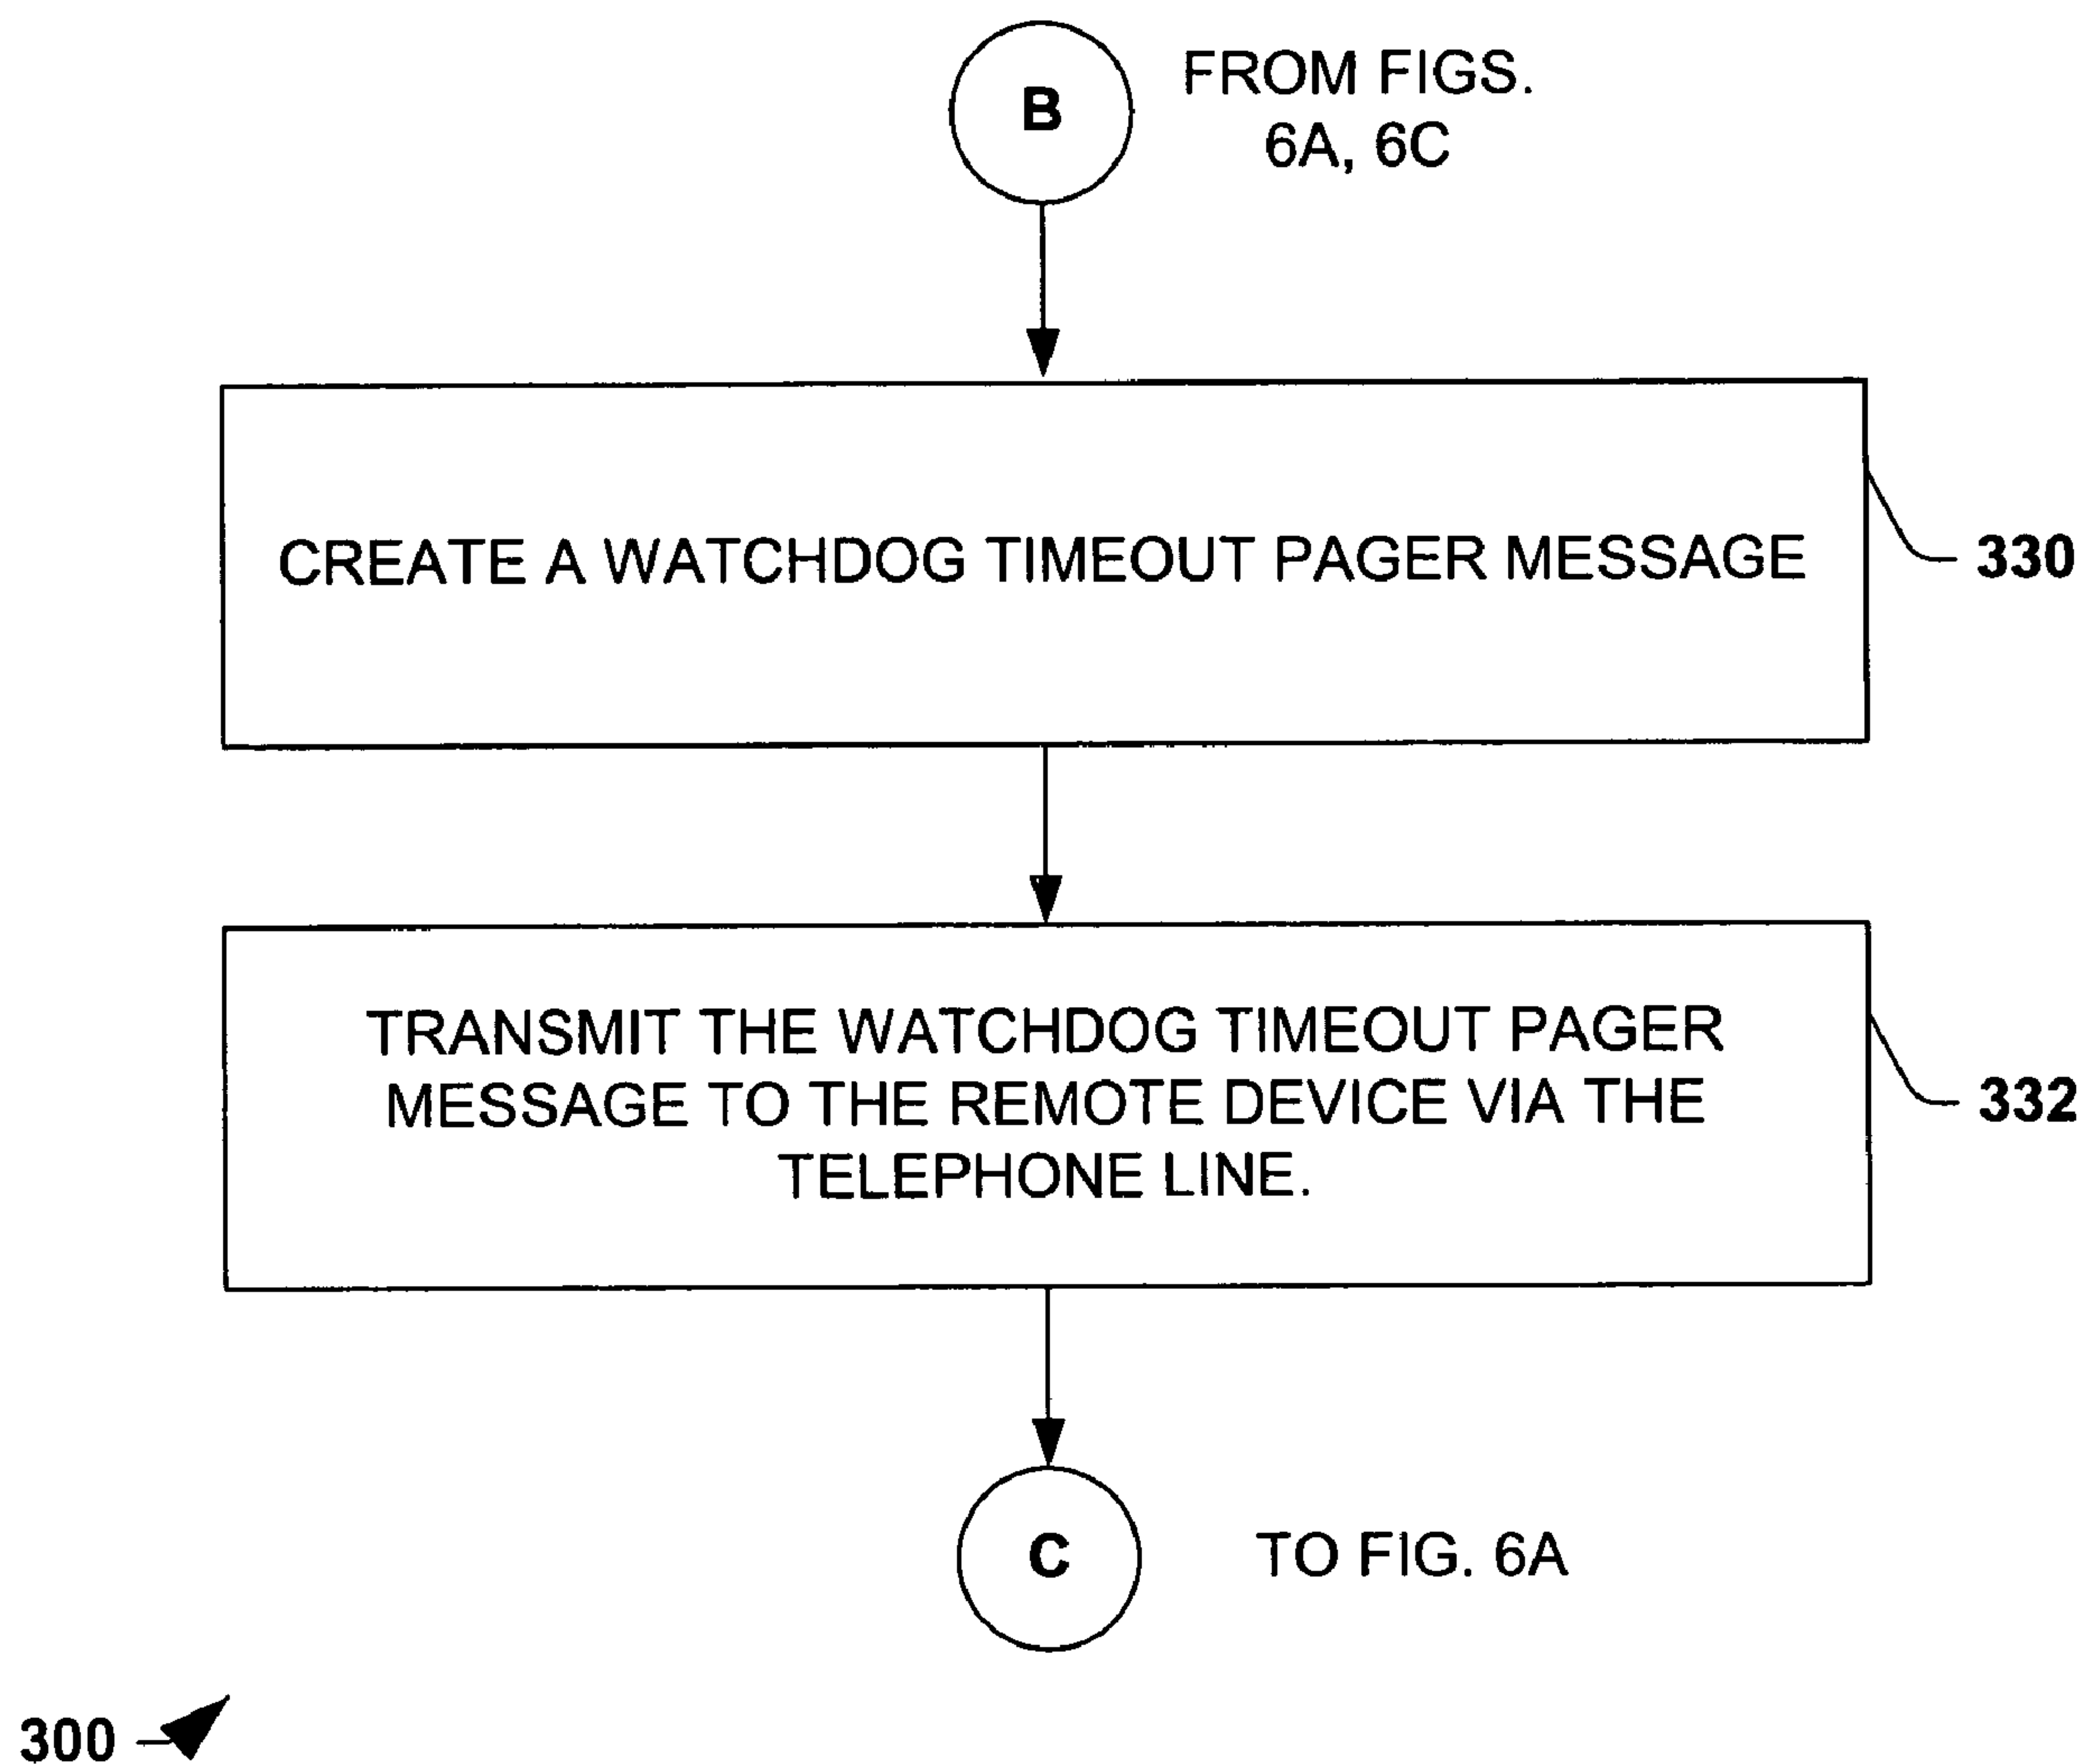 B
FROM FIGS.
6A, 6C
CREATE A WATCHDOG TIMEOUT PAGER MESSAGE
330
TRANSMIT THE WATCHDOG TIMEOUT PAGER
MESSAGE TO THE REMOTE DEVICE VIA THE
TELEPHONE LINE.
332
C
TO FIG. 6A
300